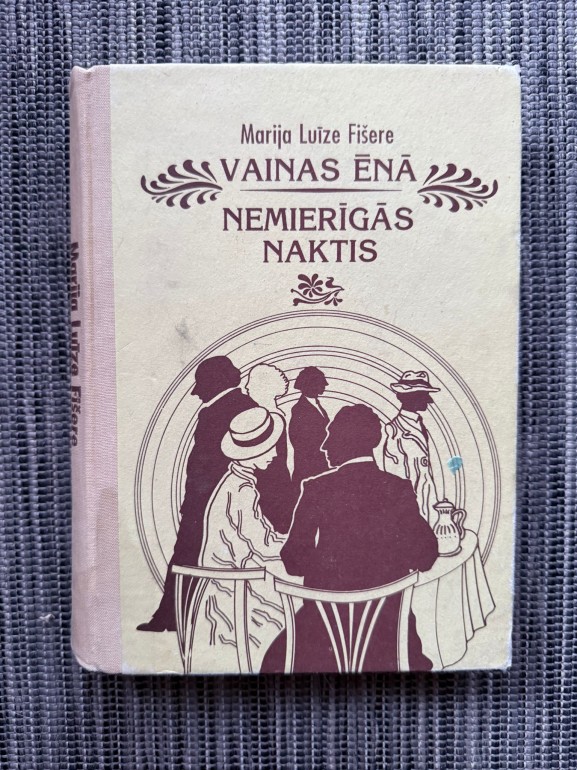 Marija Luīze Fišere
VAINAS ĒNĀ
NEMIERĪGĀS
NAKTIS
Marija Luīze Fišere